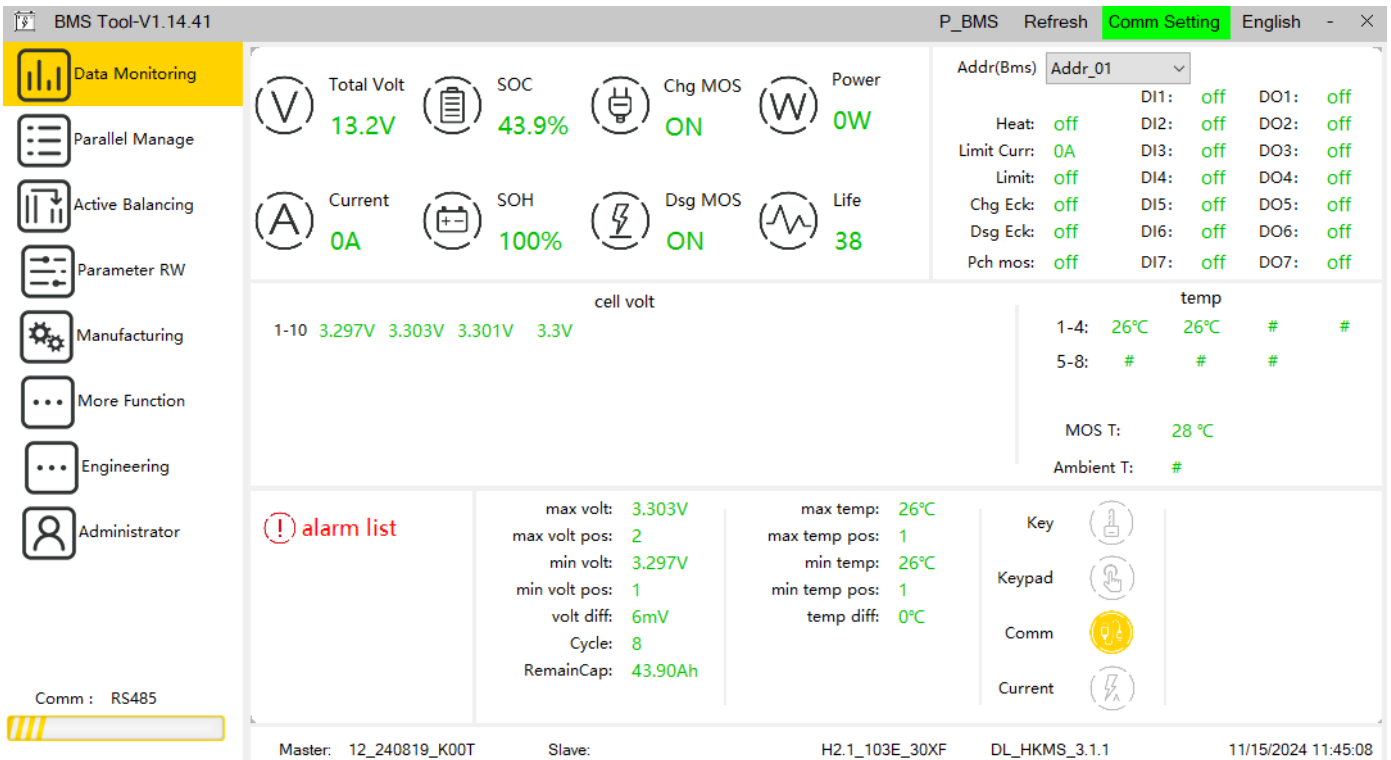 BMS Tool-V1.14.41 P_BMS Refresh Comm Setting English - ×
Data Monitoring
Parallel Manage
Active Balancing
Parameter RW
Manufacturing
More Function
Engineering
Administrator
Comm : RS485
Total Volt
13.2V
SOC
43.9%
Chg MOS
ON
Power
0W
Current
0A
SOH
100%
Dsg MOS
ON
Life
38
Addr(Bms) Addr_01
DI1: off DO1: off
Heat: off DI2: off DO2: off
Limit Curr: 0A DI3: off DO3: off
Limit: off DI4: off DO4: off
Chg Eck: off DI5: off DO5: off
Dsg Eck: off DI6: off DO6: off
Pch mos: off DI7: off DO7: off
cell volt
1-10 3.297V 3.303V 3.301V 3.3V
temp
1-4: 26℃ 26℃ # #
5-8: # # #
MOS T: 28 ℃
Ambient T: #
alarm list
max volt: 3.303V
max volt pos: 2
min volt: 3.297V
min volt pos: 1
volt diff: 6mV
Cycle: 8
RemainCap: 43.90Ah
max temp: 26℃
max temp pos: 1
min temp: 26℃
min temp pos: 1
temp diff: 0℃
Key
Keypad
Comm
Current
Master: 12_240819_K00T Slave: H2.1_103E_30XF DL_HKMS_3.1.1 11/15/2024 11:45:08